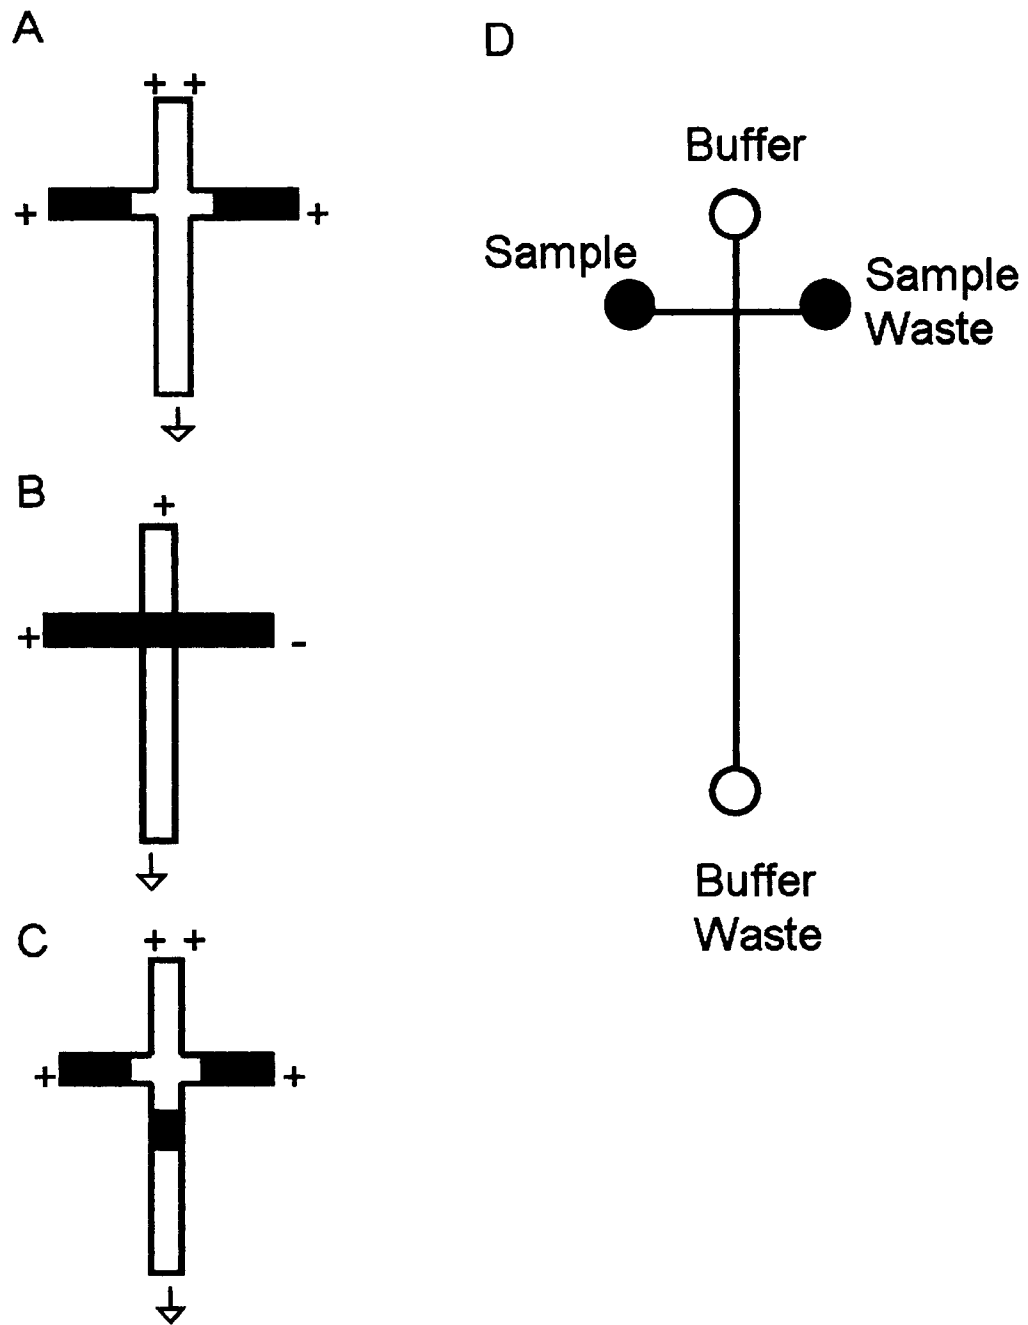 A
+ +
+ +
B
+
+ -
C
+ +
+ +
D
Buffer
Sample
Sample
Waste
Buffer
Waste